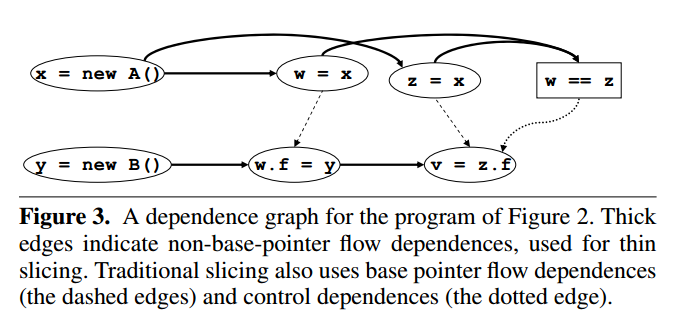 x = new A()
w = x
z = x
w == z
y = new B()
w.f = y
v = z.f
Figure 3. A dependence graph for the program of Figure 2. Thick
edges indicate non-base-pointer flow dependences, used for thin
slicing. Traditional slicing also uses base pointer flow dependences
(the dashed edges) and control dependences (the dotted edge).